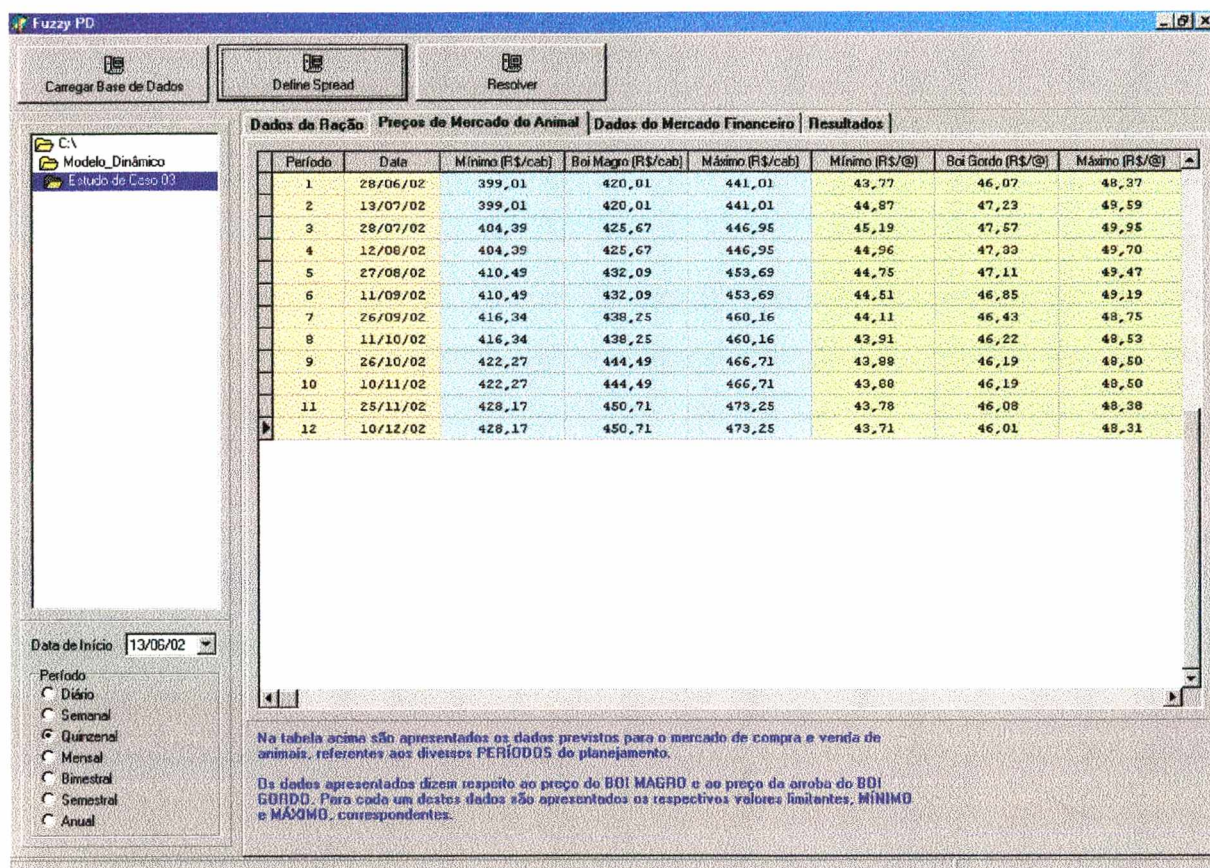 Fuzzy PD
Carregar Base de Dados Define Spread Resolver
Dados da Ração Preços de Mercado do Animal Dados do Mercado Financeiro Resultados
C:\
Modelo_Dinâmico
Estudo de Caso 03
Período Data Mínimo (R$/cab) Boi Magro (R$/cab) Máximo (R$/cab) Mínimo (R$/@) Boi Gordo (R$/@) Máximo (R$/@)
1 28/06/02 399,01 420,01 441,01 43,77 46,07 48,37
2 13/07/02 399,01 420,01 441,01 44,87 47,23 49,59
3 28/07/02 404,39 425,67 446,95 45,19 47,57 49,95
4 12/08/02 404,39 425,67 446,95 44,96 47,33 49,70
5 27/08/02 410,49 432,09 453,69 44,75 47,11 49,47
6 11/09/02 410,49 432,09 453,69 44,51 46,85 49,19
7 26/09/02 416,34 438,25 460,16 44,11 46,43 48,75
8 11/10/02 416,34 438,25 460,16 43,91 46,22 48,53
9 26/10/02 422,27 444,49 466,71 43,88 46,19 48,50
10 10/11/02 422,27 444,49 466,71 43,88 46,19 48,50
11 25/11/02 428,17 450,71 473,25 43,78 46,08 48,38
12 10/12/02 428,17 450,71 473,25 43,71 46,01 48,31
Data de Início 13/06/02
Período
Diário
Semanal
Quinzenal
Mensal
Bimestral
Semestral
Anual
Na tabela acima são apresentados os dados previstos para o mercado de compra e venda de
animais, referentes aos diversos PERÍODOS do planejamento.
Os dados apresentados dizem respeito ao preço do BOI MAGRO e ao preço da arroba do BOI
GORDO. Para cada um destes dados são apresentados os respectivos valores limitantes, MÍNIMO
e MÁXIMO, correspondentes.